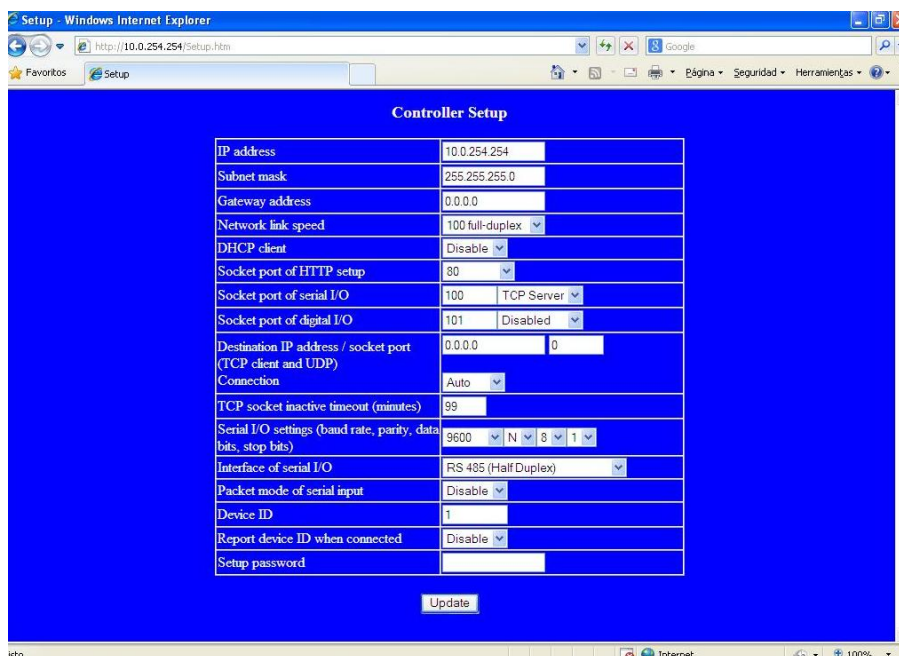 Setup - Windows Internet Explorer
http://10.0.254.254/Setup.htm
Google
Favoritos
Setup
Página
Seguridad
Herramientas
Controller Setup
IP address 10.0.254.254
Subnet mask 255.255.255.0
Gateway address 0.0.0.0
Network link speed 100 full-duplex
DHCP client Disable
Socket port of HTTP setup 80
Socket port of serial I/O 100 TCP Server
Socket port of digital I/O 101 Disabled
Destination IP address / socket port 0.0.0.0 0
(TCP client and UDP)
Connection Auto
TCP socket inactive timeout (minutes) 99
Serial I/O settings (baud rate, parity, data
bits, stop bits) 9600 N 8 1
Interface of serial I/O RS 485 (Half Duplex)
Packet mode of serial input Disable
Device ID 1
Report device ID when connected Disable
Setup password
Update
Internet
100%